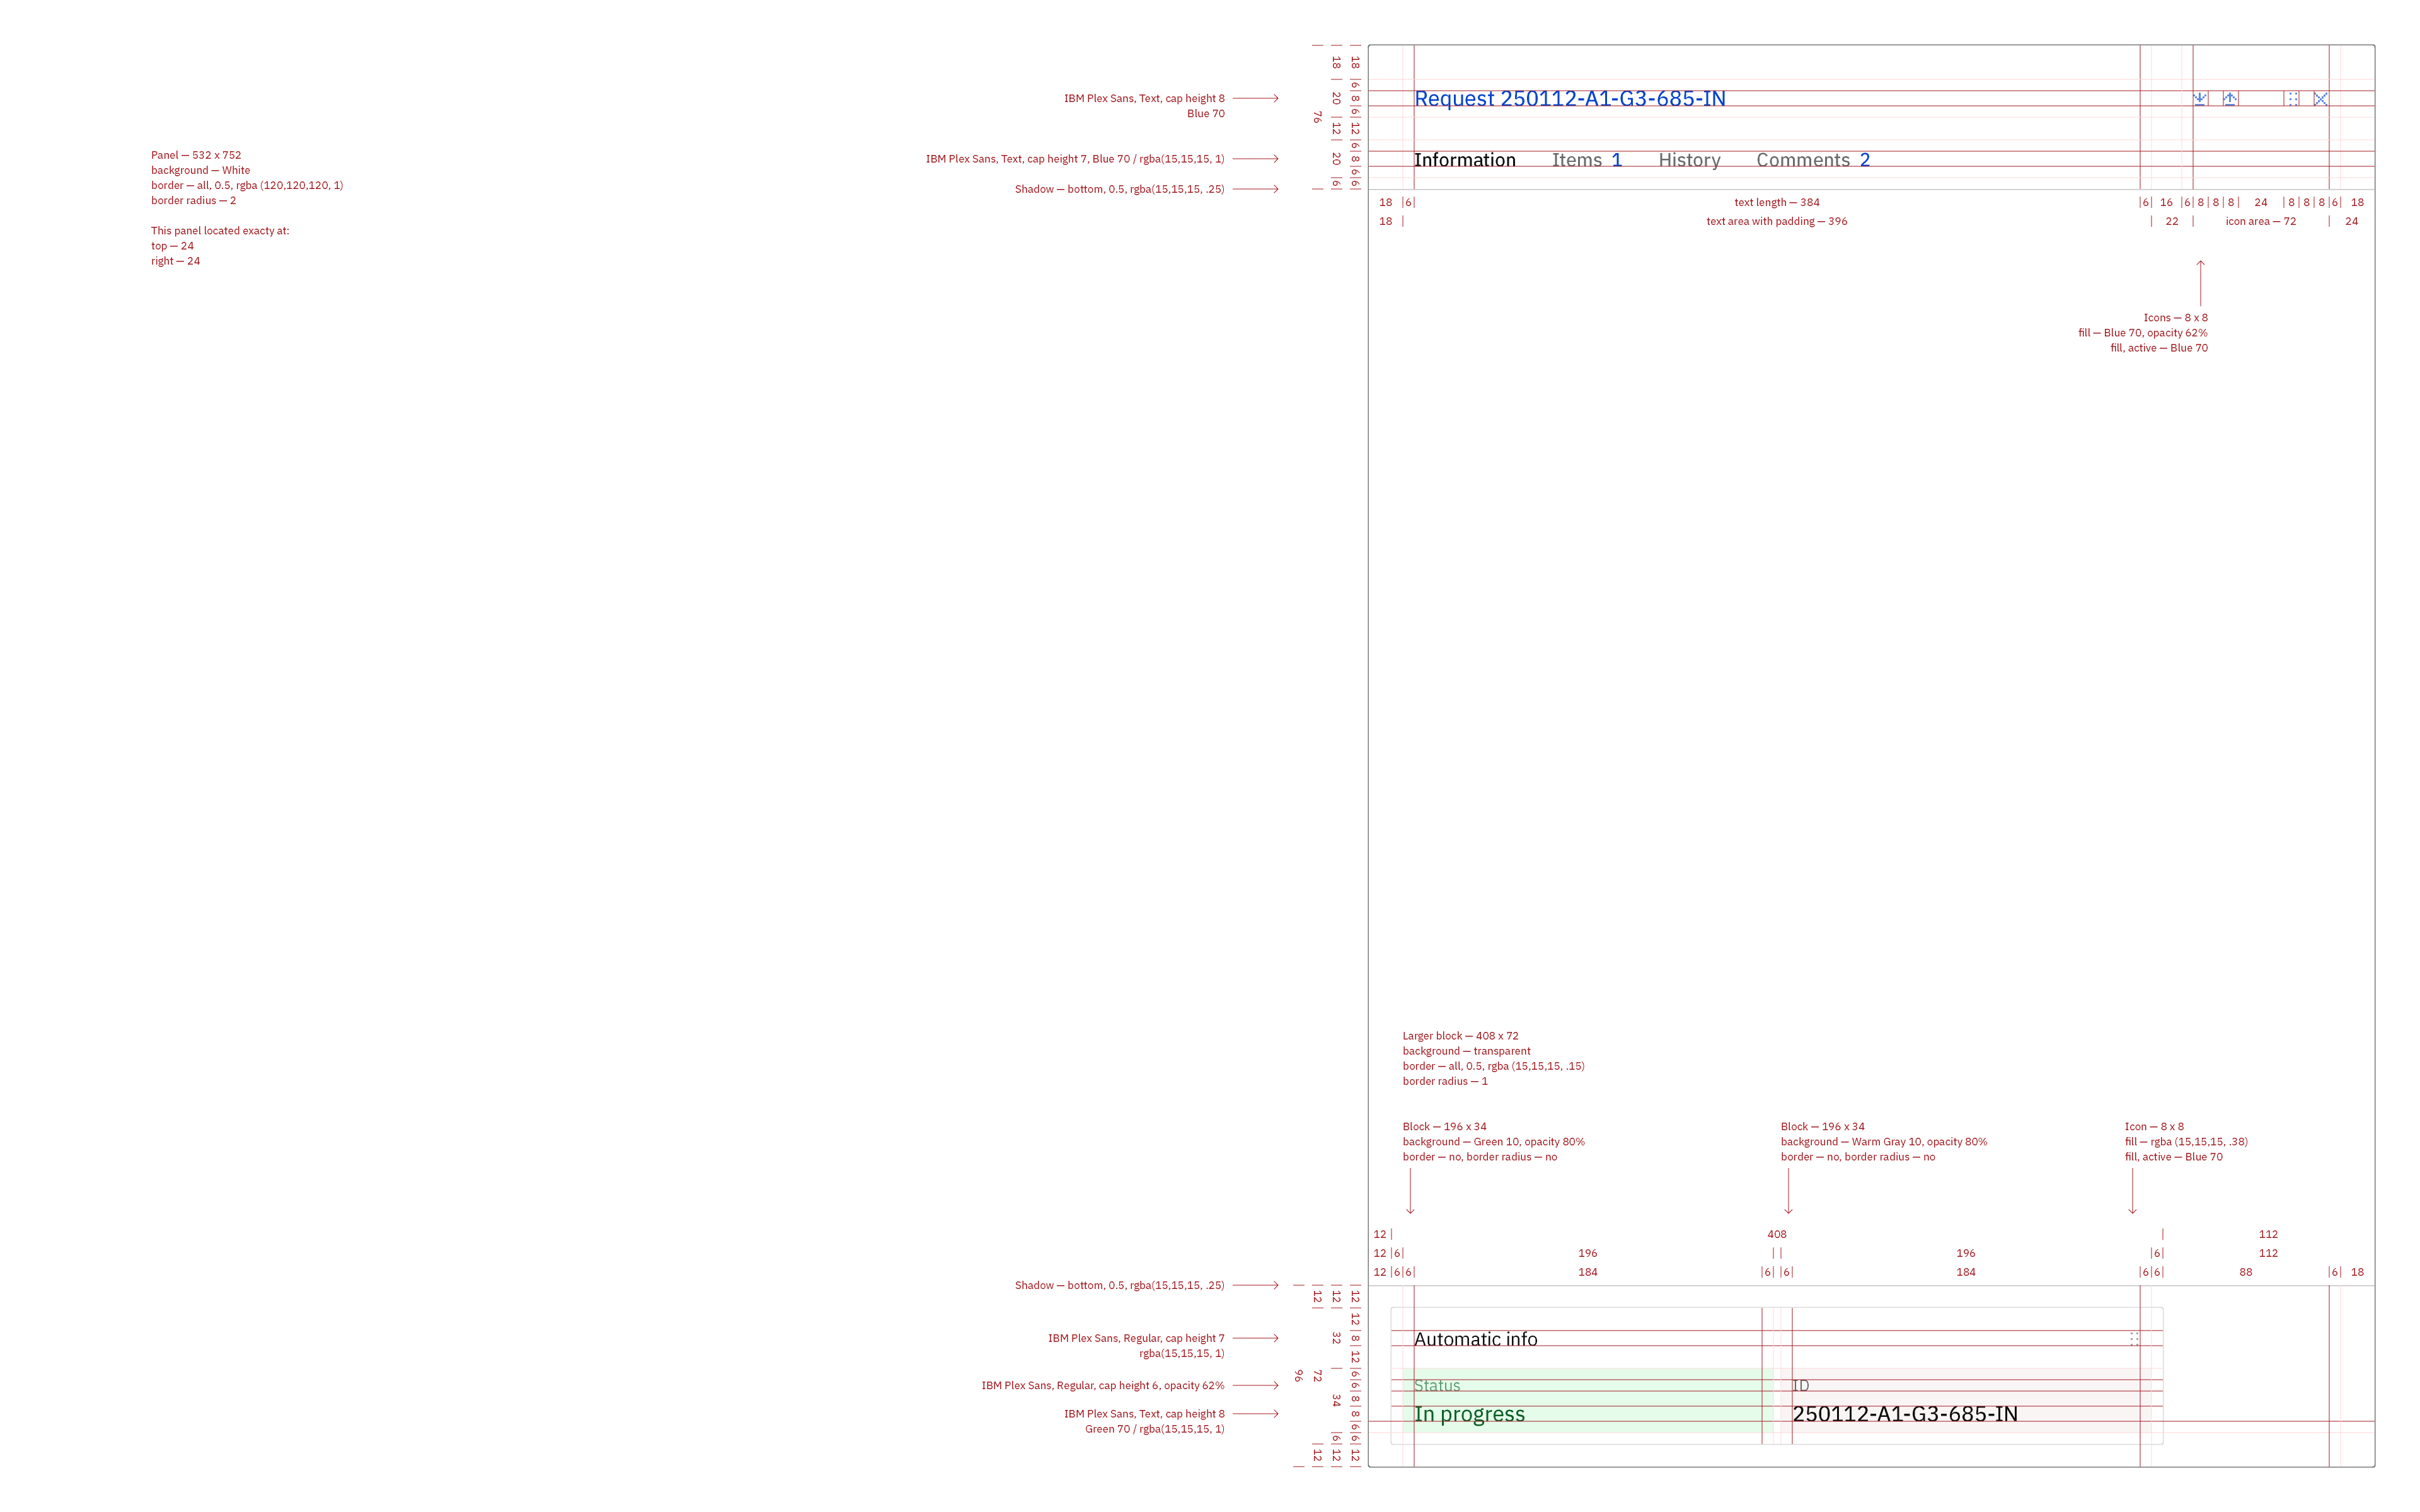 IBM Plex Sans, Text, cap height 8
Blue 70
IBM Plex Sans, Text, cap height 7, Blue 70 / rgba(15,15,15, 1)
Shadow — bottom, 0.5, rgba(15,15,15, .25)
Panel — 532 x 752
background — White
border — all, 0.5, rgba (120,120,120, 1)
border radius — 2
This panel located exacty at:
top — 24
right — 24
18 18
20 6 8 6
76
12 12
20 6 8 6
6 6
Request 250112-A1-G3-685-IN
Information Items 1 History Comments 2
18 6 text length — 384 6 16 6 8 8 8 24 8 8 8 6 18
18 text area with padding — 396 22 icon area — 72 24
Icons — 8 x 8
fill — Blue 70, opacity 62%
fill, active — Blue 70
Larger block — 408 x 72
background — transparent
border — all, 0.5, rgba (15,15,15, .15)
border radius — 1
Block — 196 x 34
background — Green 10, opacity 80%
border — no, border radius — no
Block — 196 x 34
background — Warm Gray 10, opacity 80%
border — no, border radius — no
Icon — 8 x 8
fill — rgba (15,15,15, .38)
fill, active — Blue 70
12 408 112
12 6 196 196 6 112
12 6 6 184 6 6 184 6 6 88 6 18
Shadow — bottom, 0.5, rgba(15,15,15, .25)
IBM Plex Sans, Regular, cap height 7
rgba(15,15,15, 1)
IBM Plex Sans, Regular, cap height 6, opacity 62%
IBM Plex Sans, Text, cap height 8
Green 70 / rgba(15,15,15, 1)
12 12 12
32 12 8 12
96 72
34 6 6 8 8 6
6 6
12 12 12
Automatic info
Status ID
In progress 250112-A1-G3-685-IN